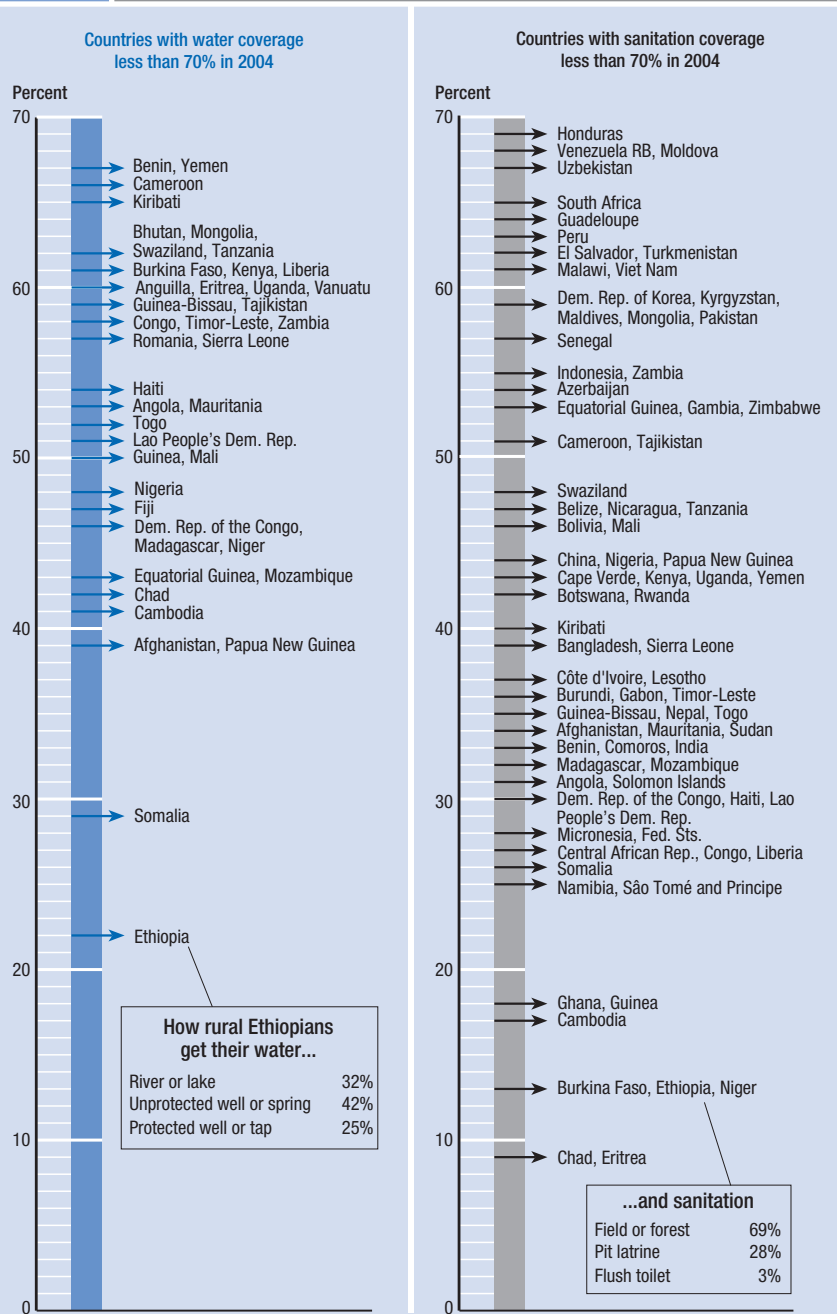 Countries with water coverage
less than 70% in 2004
Percent
70
Benin, Yemen
Cameroon
Kiribati
Bhutan, Mongolia,
Swaziland, Tanzania
Burkina Faso, Kenya, Liberia
60
Anguilla, Eritrea, Uganda, Vanuatu
Guinea-Bissau, Tajikistan
Congo, Timor-Leste, Zambia
Romania, Sierra Leone
Haiti
Angola, Mauritania
Togo
Lao People's Dem. Rep.
50
Guinea, Mali
Nigeria
Fiji
Dem. Rep. of the Congo,
Madagascar, Niger
Equatorial Guinea, Mozambique
Chad
Cambodia
40
Afghanistan, Papua New Guinea
30
Somalia
Ethiopia
20
How rural Ethiopians
get their water...
River or lake 32%
Unprotected well or spring 42%
Protected well or tap 25%
10
0
Countries with sanitation coverage
less than 70% in 2004
Percent
70
Honduras
Venezuela RB, Moldova
Uzbekistan
South Africa
Guadeloupe
Peru
El Salvador, Turkmenistan
Malawi, Viet Nam
60
Dem. Rep. of Korea, Kyrgyzstan,
Maldives, Mongolia, Pakistan
Senegal
Indonesia, Zambia
Azerbaijan
Equatorial Guinea, Gambia, Zimbabwe
Cameroon, Tajikistan
50
Swaziland
Belize, Nicaragua, Tanzania
Bolivia, Mali
China, Nigeria, Papua New Guinea
Cape Verde, Kenya, Uganda, Yemen
Botswana, Rwanda
40
Kiribati
Bangladesh, Sierra Leone
Côte d'Ivoire, Lesotho
Burundi, Gabon, Timor-Leste
Guinea-Bissau, Nepal, Togo
Afghanistan, Mauritania, Sudan
Benin, Comoros, India
Madagascar, Mozambique
Angola, Solomon Islands
30
Dem. Rep. of the Congo, Haiti, Lao
People's Dem. Rep.
Micronesia, Fed. Sts.
Central African Rep., Congo, Liberia
Somalia
Namibia, Sâo Tomé and Principe
20
Ghana, Guinea
Cambodia
Burkina Faso, Ethiopia, Niger
10
Chad, Eritrea
...and sanitation
Field or forest 69%
Pit latrine 28%
Flush toilet 3%
0